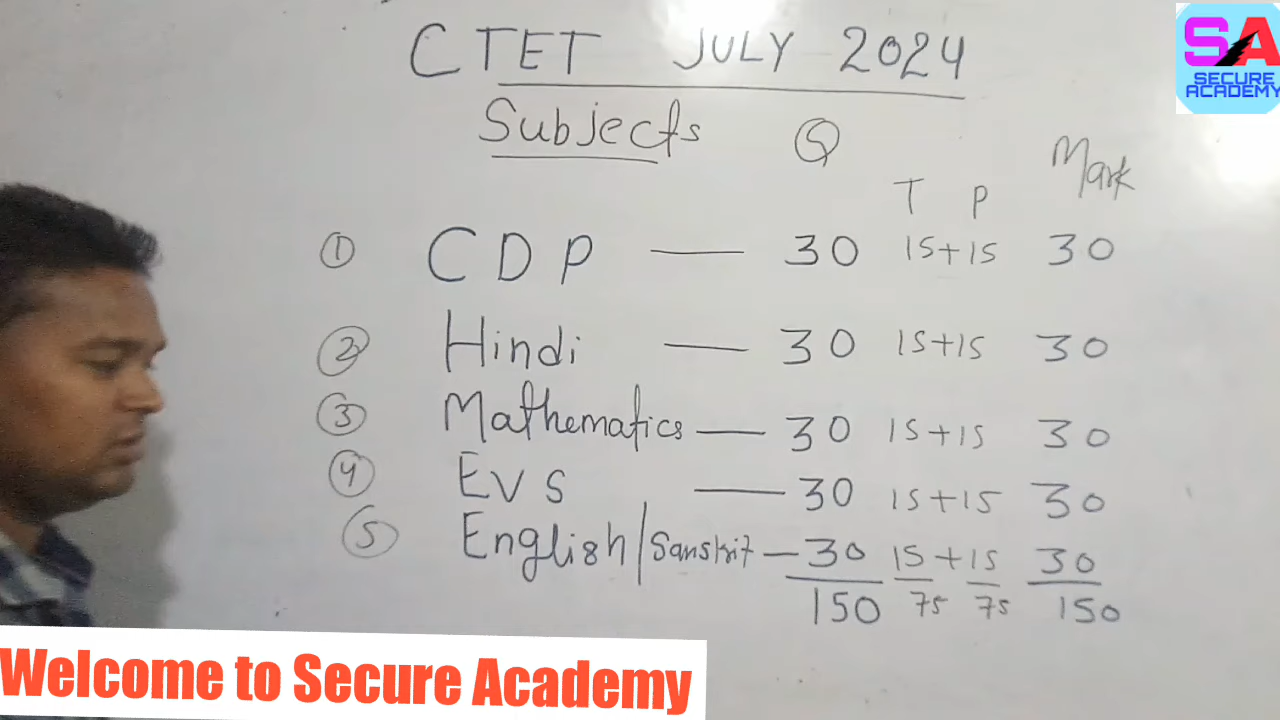 CTET JULY 2024
SA
SECURE
ACADEMY
Subjects Q
T P Mark
① CDP — 30 15+15 30
② Hindi — 30 15+15 30
③ Mathematics — 30 15+15 30
④ EVS — 30 15+15 30
⑤ English/Sanskrit — 30 15+15 30
150 75 75 150
Welcome to Secure Academy